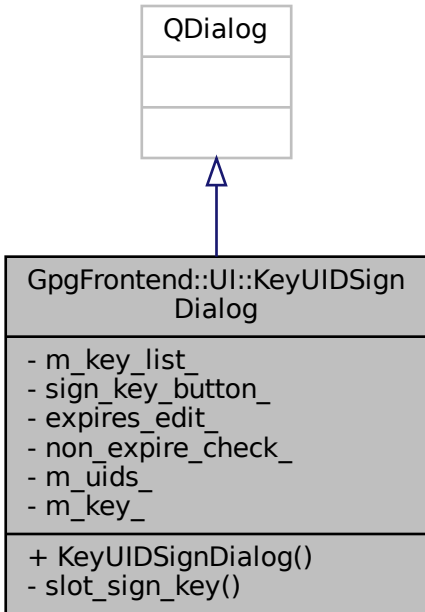 QDialog
GpgFrontend::UI::KeyUIDSign
Dialog
- m_key_list_
- sign_key_button_
- expires_edit_
- non_expire_check_
- m_uids_
- m_key_
+ KeyUIDSignDialog()
- slot_sign_key()